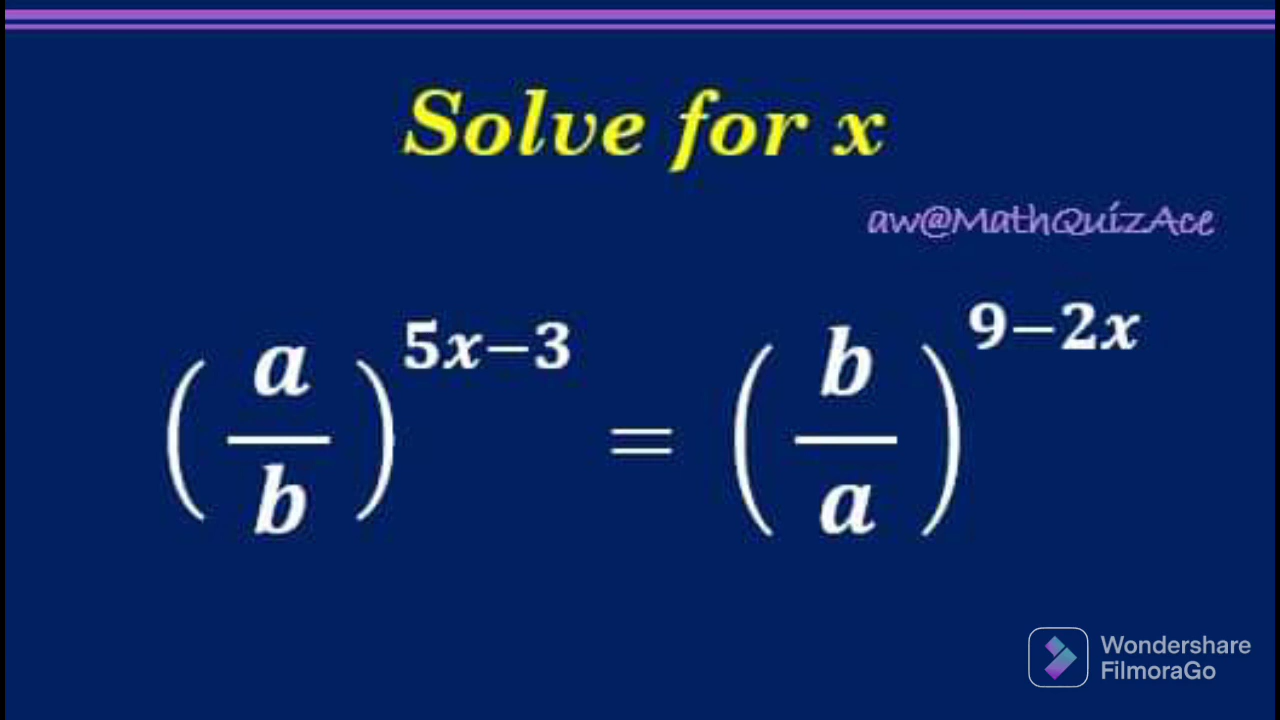 Solve for x
aw@MathQuizAce
(a/b)^5x−3 = (b/a)^9−2x
Wondershare
FilmoraGo